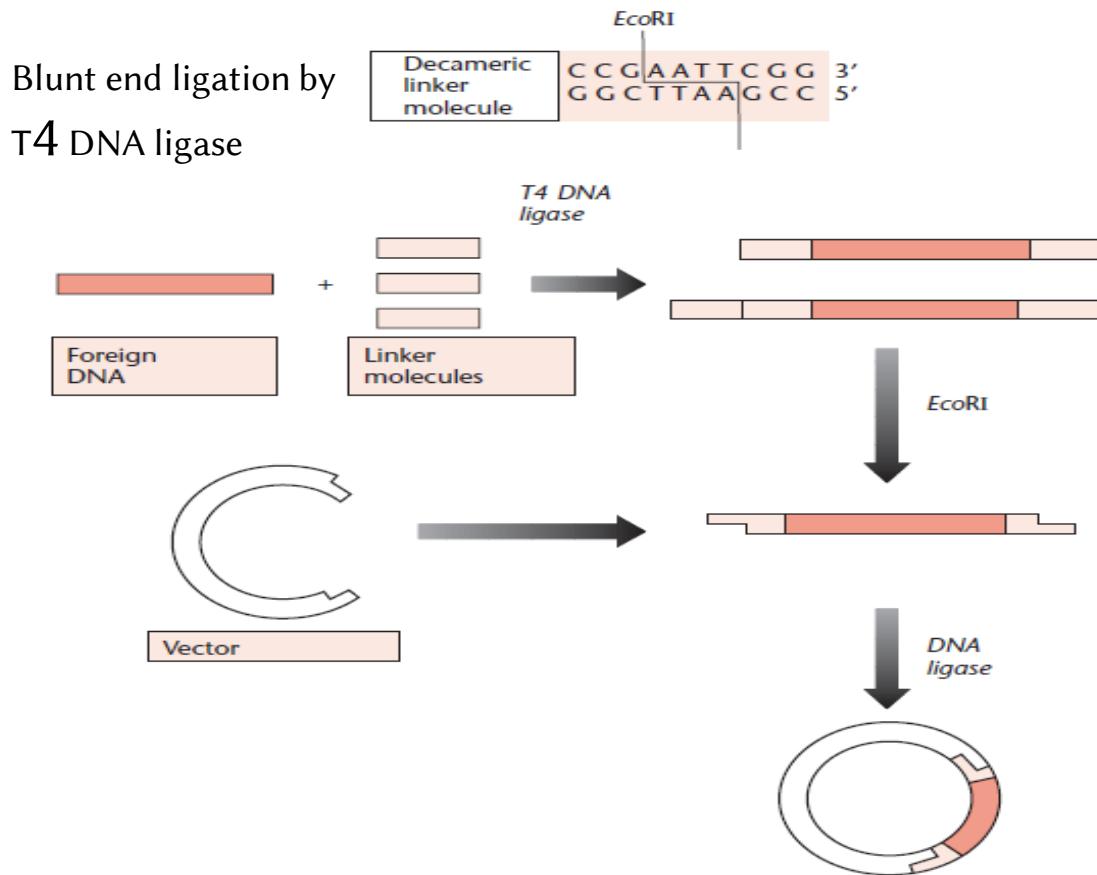 Blunt end ligation by
T4 DNA ligase
EcoRI
Decameric
linker
molecule
C C G A A T T C G G 3′
G G C T T A A G C C 5′
T4 DNA
ligase
+
Foreign
DNA
Linker
molecules
EcoRI
Vector
DNA
ligase